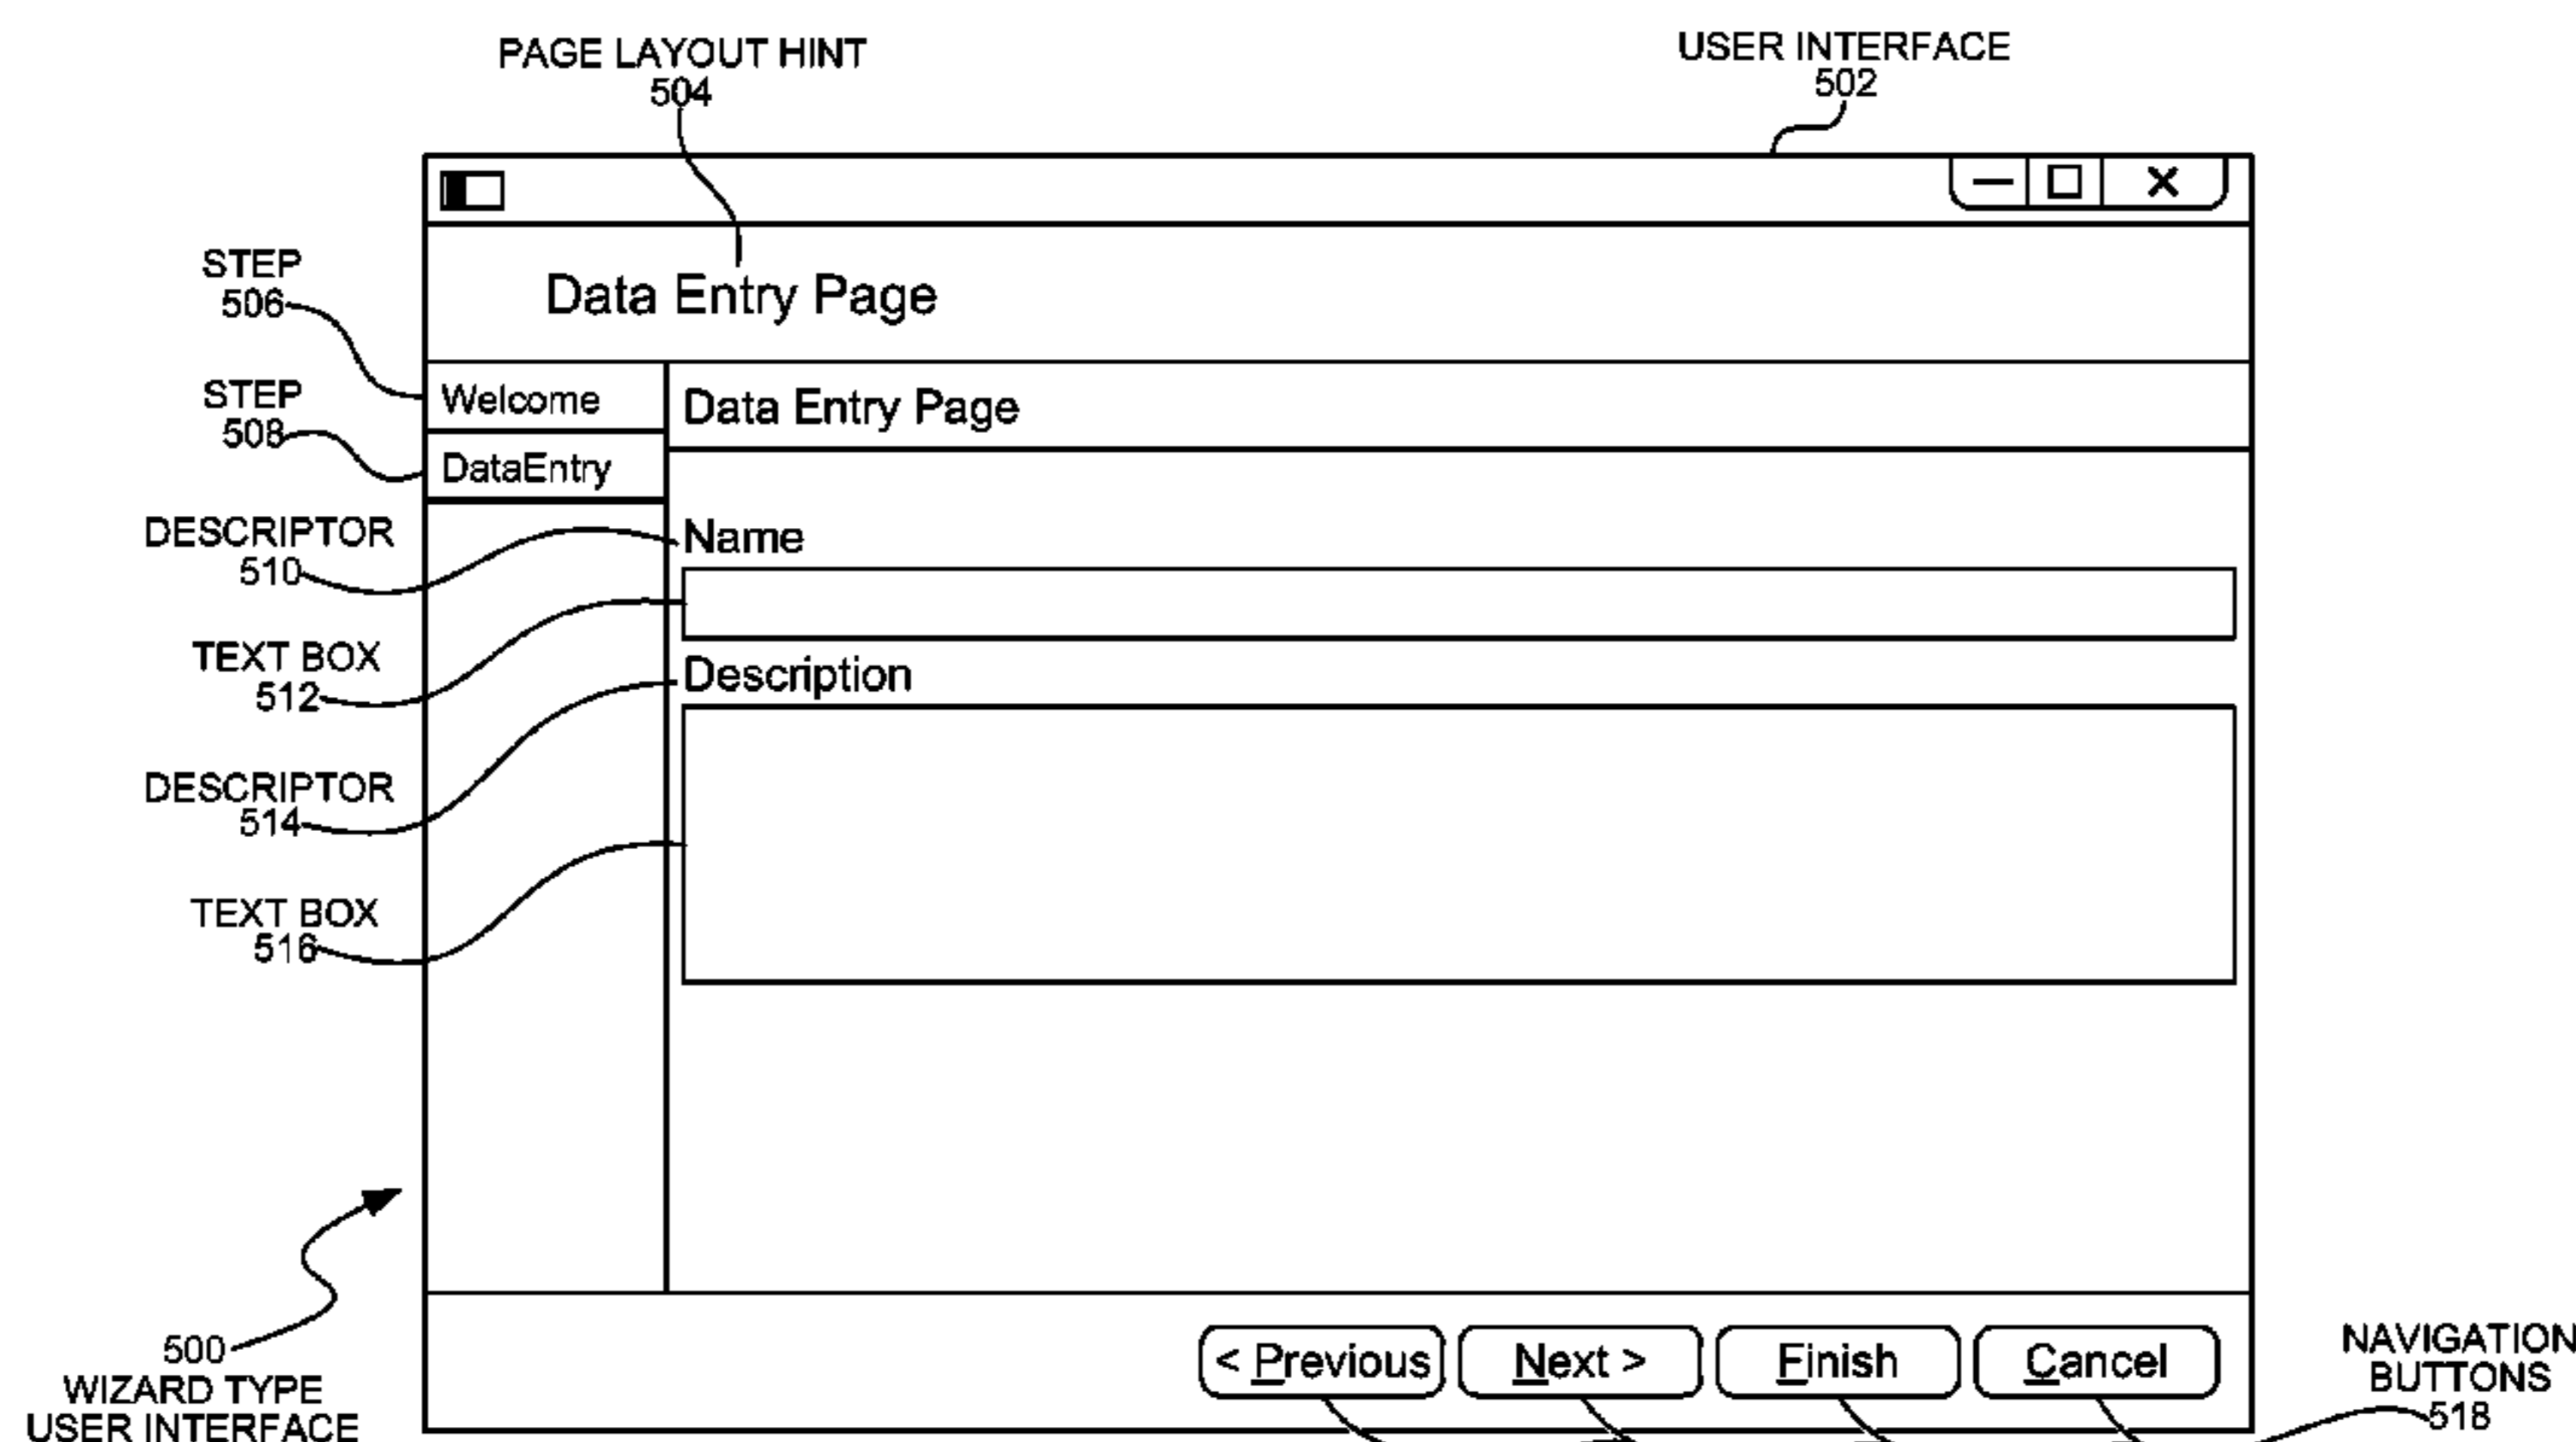 PAGE LAYOUT HINT
504
USER INTERFACE
502
Data Entry Page
STEP
506
Welcome
Data Entry Page
STEP
508
DataEntry
DESCRIPTOR
510
Name
TEXT BOX
512
Description
DESCRIPTOR
514
TEXT BOX
516
500
WIZARD TYPE
USER INTERFACE
< Previous
Next >
Finish
Cancel
NAVIGATION
BUTTONS
518